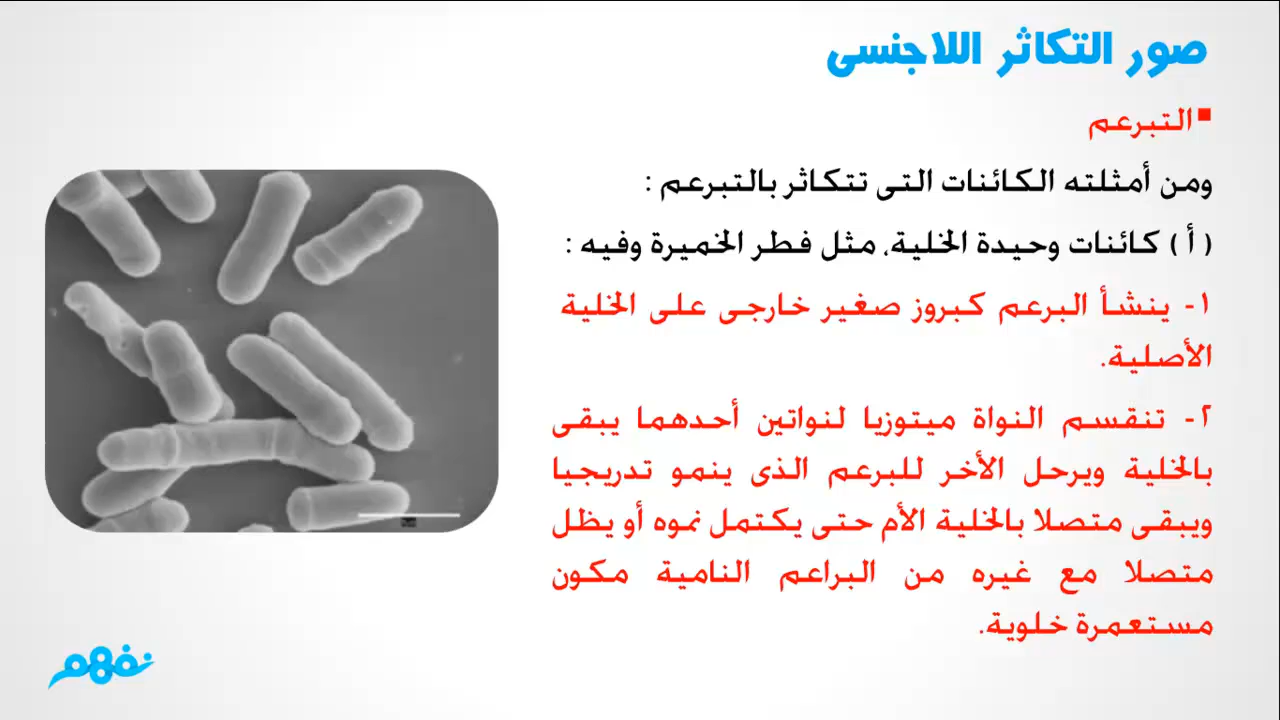 صور التكاثر اللاجنسى
التبرعم
ومن أمثلته الكائنات التى تتكاثر بالتبرعم :
( أ ) كائنات وحيدة الخلية، مثل فطر الخميرة وفيه :
١- ينشأ البرعم كبروز صغير خارجى على الخلية
الأصلية.
٢- تنقسم النواة ميتوزيا لنواتين أحدهما يبقى
بالخلية ويرحل الأخر للبرعم الذى ينمو تدريجيا
ويبقى متصلا بالخلية الأم حتى يكتمل نموه أو يظل
متصلا مع غيره من البراعم النامية مكون
مستعمرة خلوية.
نفهم